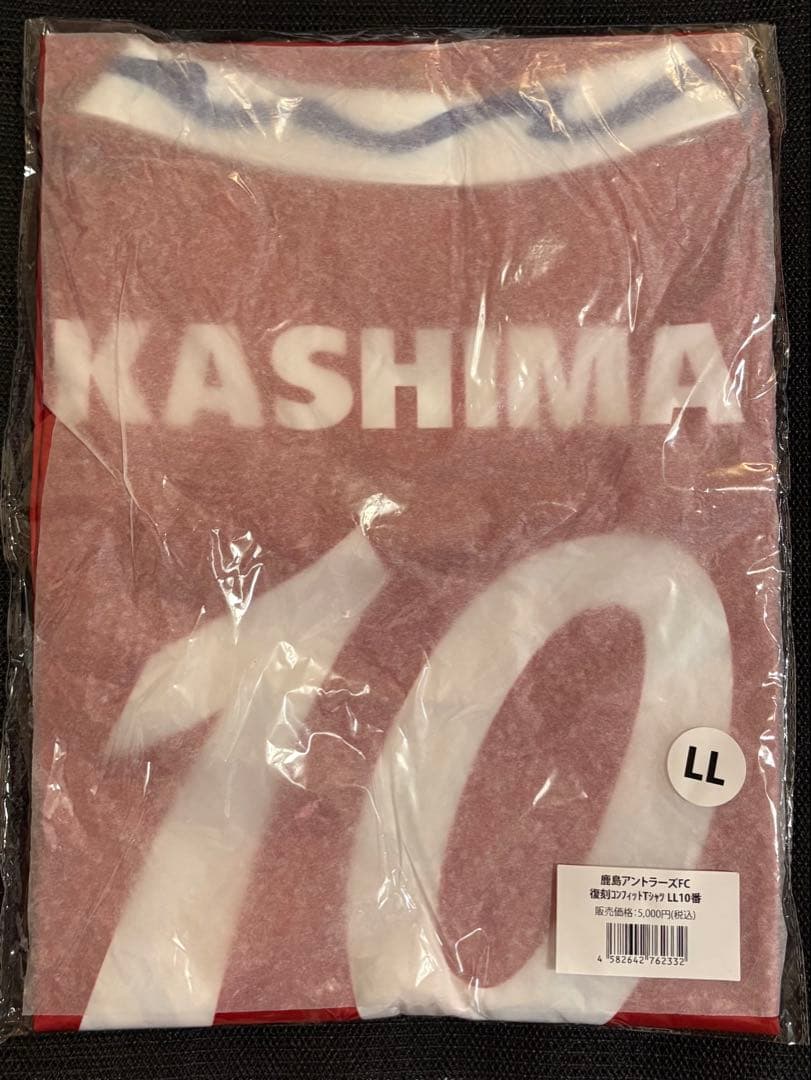 KASHIMA
10
LL
鹿島アントラーズFC
復刻ｺﾝﾌｨｯﾄTｼｬﾂ LL10番
販売価格:5,000円(税込)
4 582642 762332